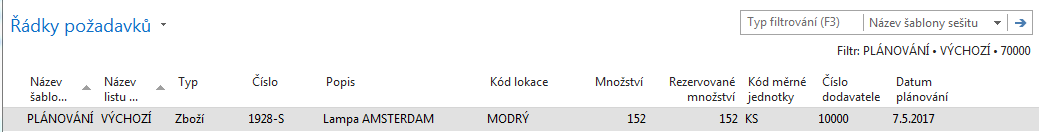 Řádky požadavků
Typ filtrování (F3) Název šablony sešitu
Filtr: PLÁNOVÁNÍ • VÝCHOZÍ • 70000
Název šablo... Název listu ... Typ Číslo Popis Kód lokace Množství Rezervované množství Kód měrné jednotky Číslo dodavatele Datum plánování
PLÁNOVÁNÍ VÝCHOZÍ Zboží 1928-S Lampa AMSTERDAM MODRÝ 152 152 KS 10000 7.5.2017